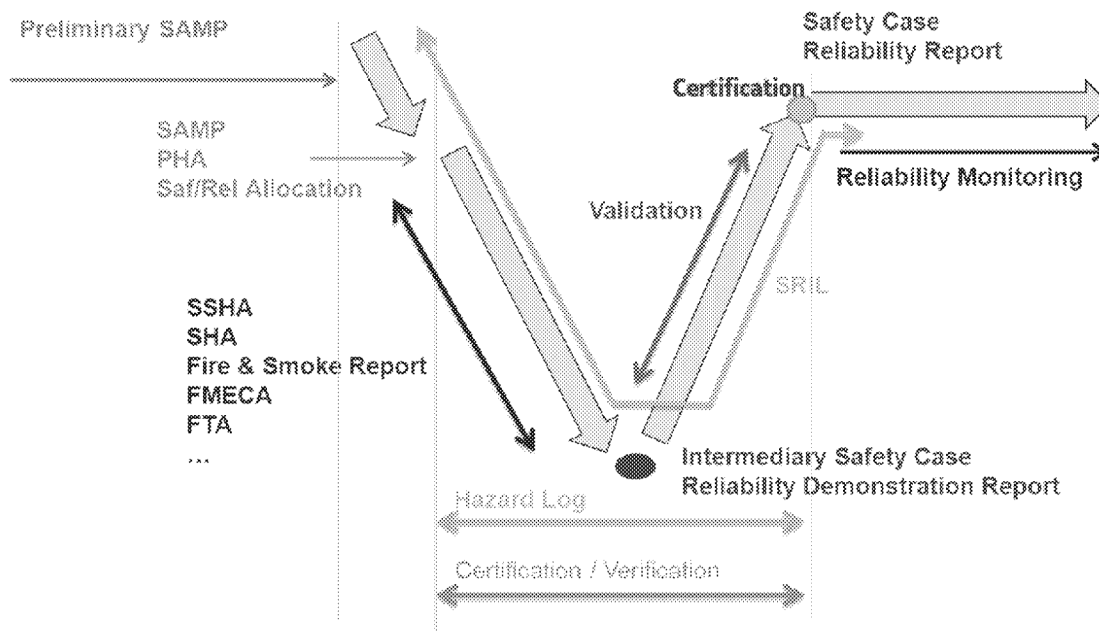 Preliminary SAMP
Safety Case
Reliability Report
Certification
SAMP
PHA
Saf/Rel Allocation
Reliability Monitoring
Validation
SRIL
SSHA
SHA
Fire & Smoke Report
FMECA
FTA
...
Intermediary Safety Case
Reliability Demonstration Report
Hazard Log
Certification / Verification